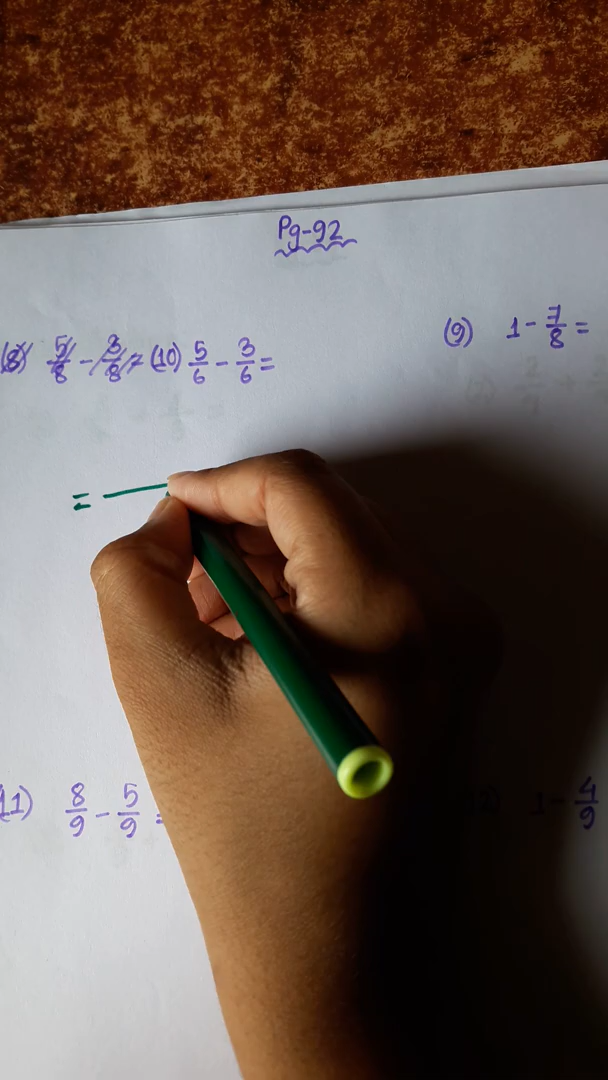 Pg-92
(8) 5/8 - 3/8 = (10) 5/6 - 3/6 =
(9) 1 - 7/8 =
=
11) 8/9 - 5/9 =
2) 1 - 4/9